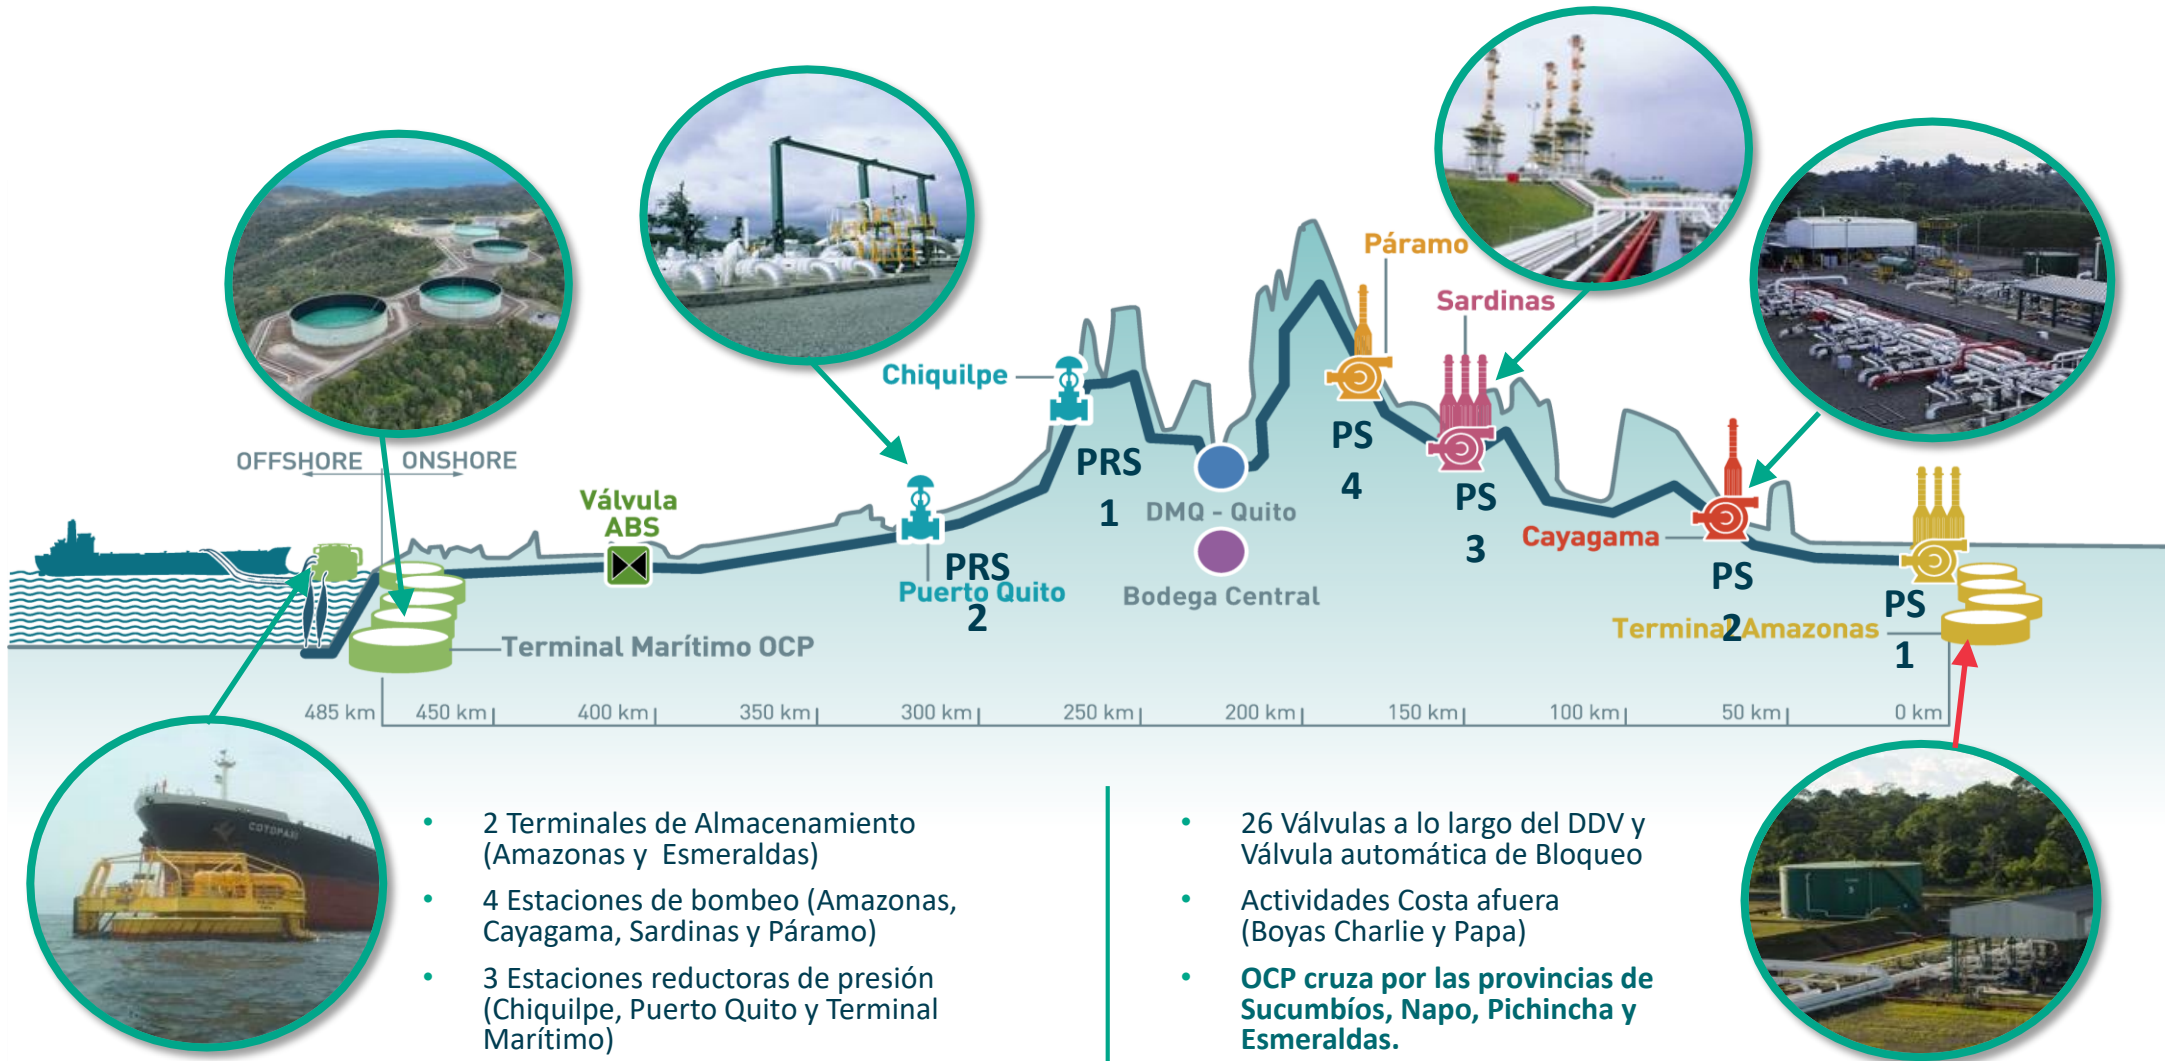 Páramo
Sardinas
Chiquilpe
PS
4
PRS
1
OFFSHORE
ONSHORE
Válvula
ABS
PS
3
DMQ - Quito
Cayagama
PRS
2
Puerto Quito
Bodega Central
PS
2
PS
1
Terminal Amazonas
Terminal Marítimo OCP
485 km
450 km
400 km
350 km
300 km
250 km
200 km
150 km
100 km
50 km
0 km
COTOPAXI
• 2 Terminales de Almacenamiento
(Amazonas y Esmeraldas)
• 4 Estaciones de bombeo (Amazonas,
Cayagama, Sardinas y Páramo)
• 3 Estaciones reductoras de presión
(Chiquilpe, Puerto Quito y Terminal
Marítimo)
• 26 Válvulas a lo largo del DDV y
Válvula automática de Bloqueo
• Actividades Costa afuera
(Boyas Charlie y Papa)
• OCP cruza por las provincias de
Sucumbíos, Napo, Pichincha y
Esmeraldas.